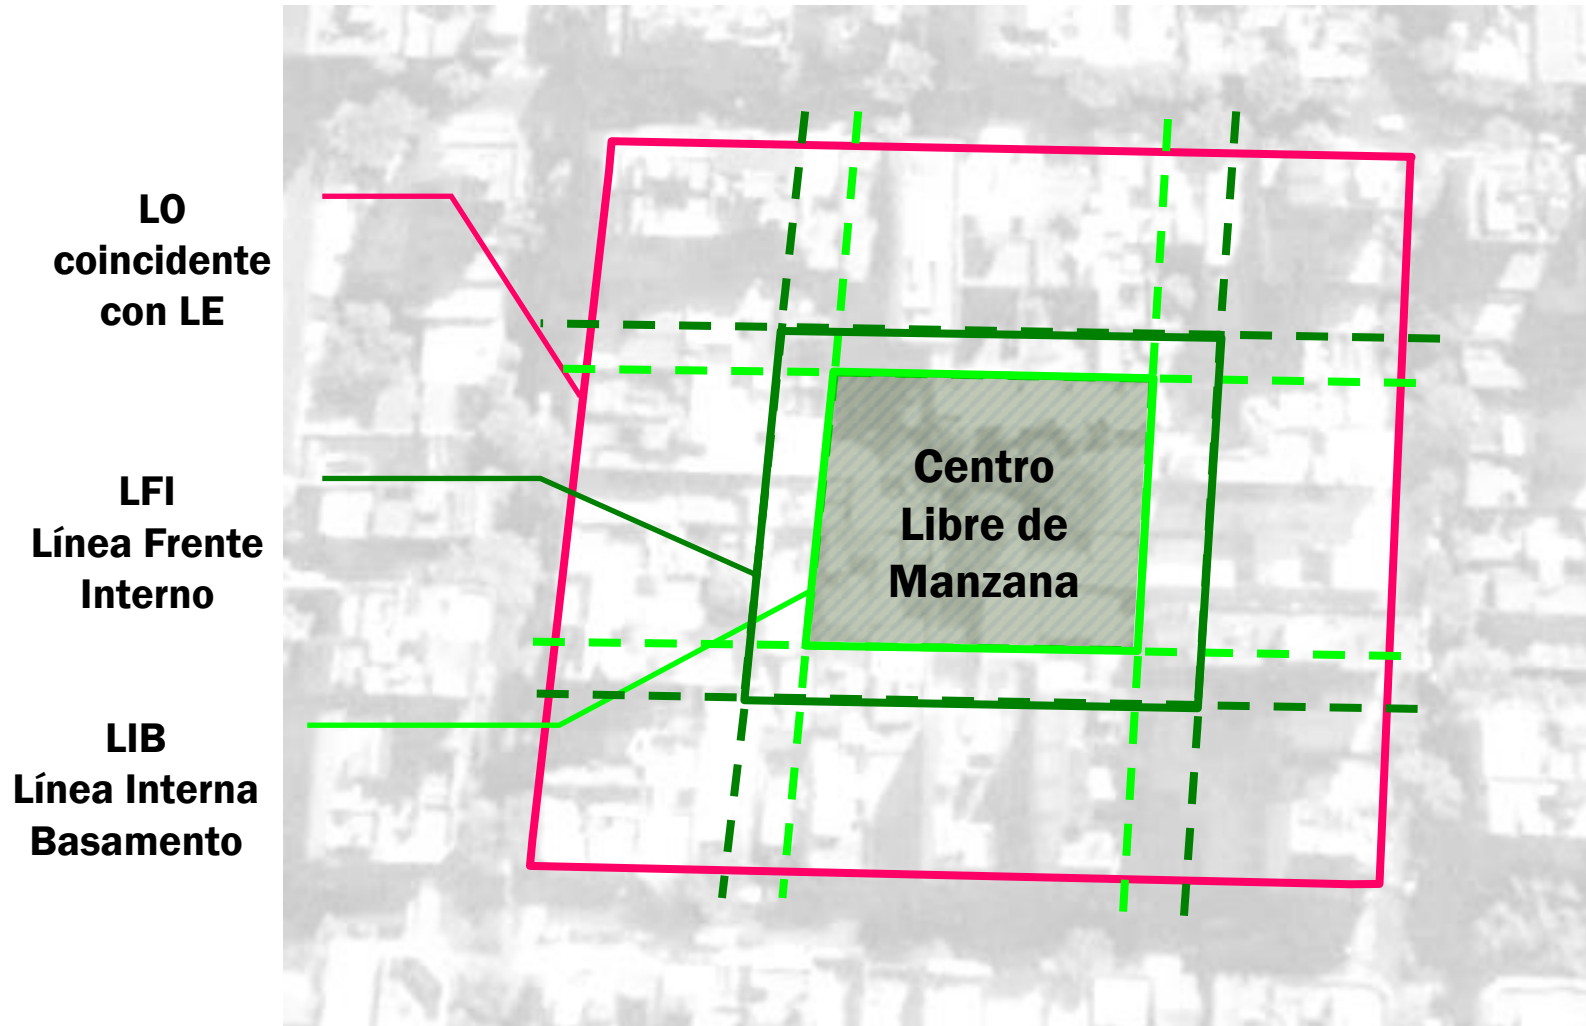 LO
coincidente
con LE
LFI
Línea Frente
Interno
LIB
Línea Interna
Basamento
Centro
Libre de
Manzana